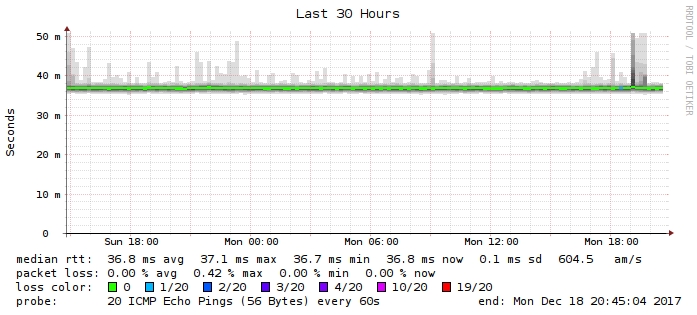 Last 30 Hours
RRDTOOL / TOBI OETIKER
Seconds
50 m
40 m
30 m
20 m
10 m
0
Sun 18:00 Mon 00:00 Mon 06:00 Mon 12:00 Mon 18:00
median rtt: 36.8 ms avg 37.1 ms max 36.7 ms min 36.8 ms now 0.1 ms sd 604.5 am/s
packet loss: 0.00 % avg 0.42 % max 0.00 % min 0.00 % now
loss color: 0 1/20 2/20 3/20 4/20 10/20 19/20
probe: 20 ICMP Echo Pings (56 Bytes) every 60s end: Mon Dec 18 20:45:04 2017